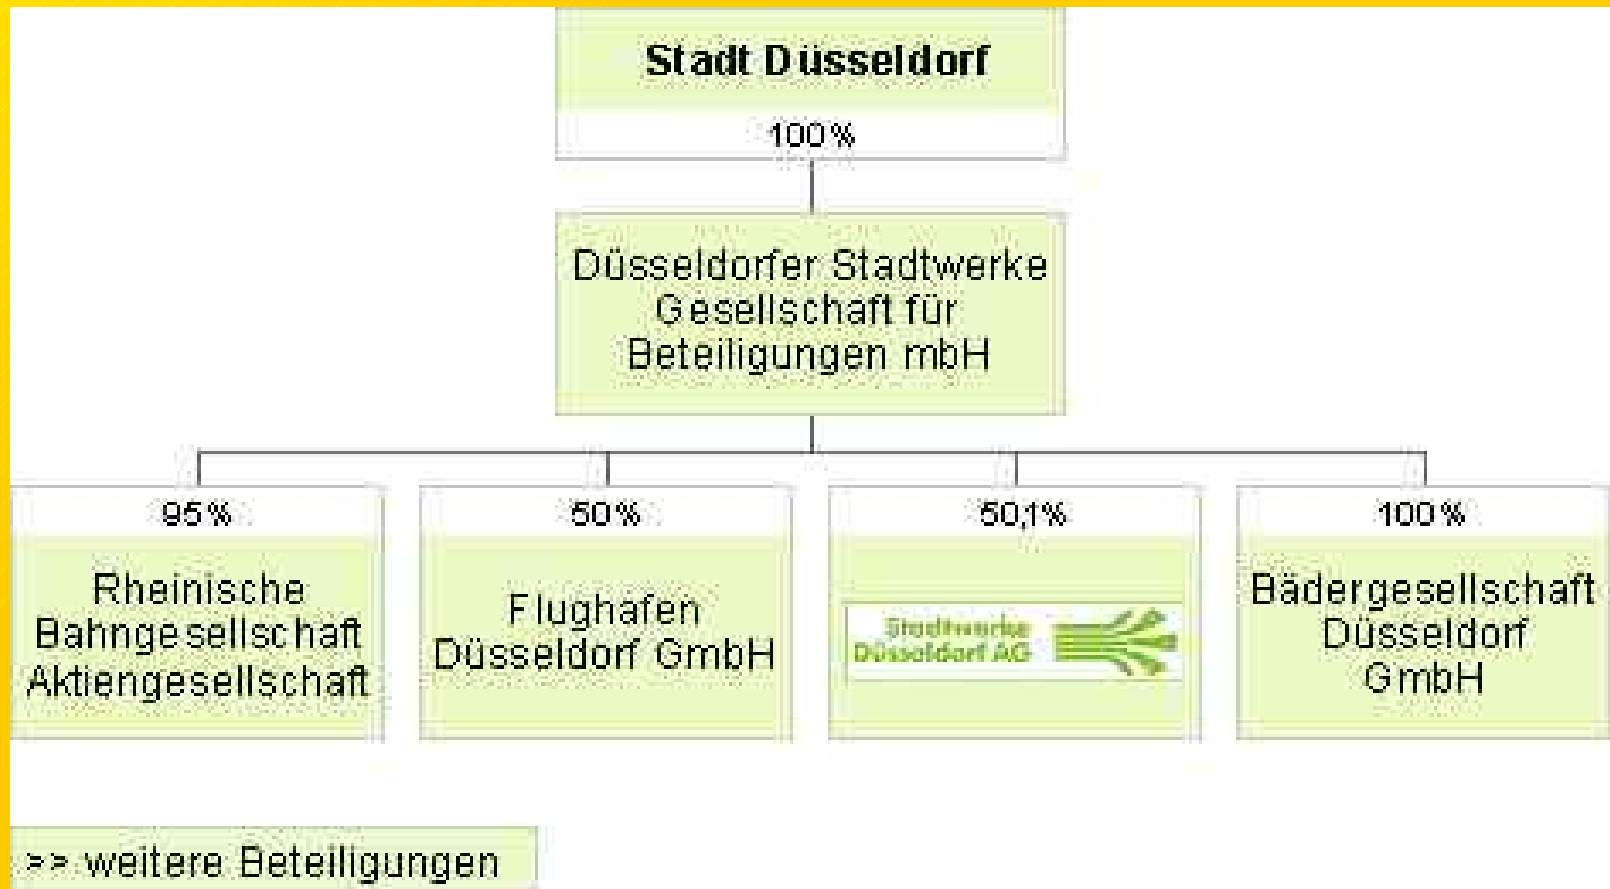 Stadt Düsseldorf
100%
Düsseldorfer Stadtwerke
Gesellschaft für
Beteiligungen mbH
95%
Rheinische
Bahngesellschaft
Aktiengesellschaft
50%
Flughafen
Düsseldorf GmbH
50,1%
Stadtwerke
Düsseldorf AG
100%
Bädergesellschaft
Düsseldorf
GmbH
>> weitere Beteiligungen